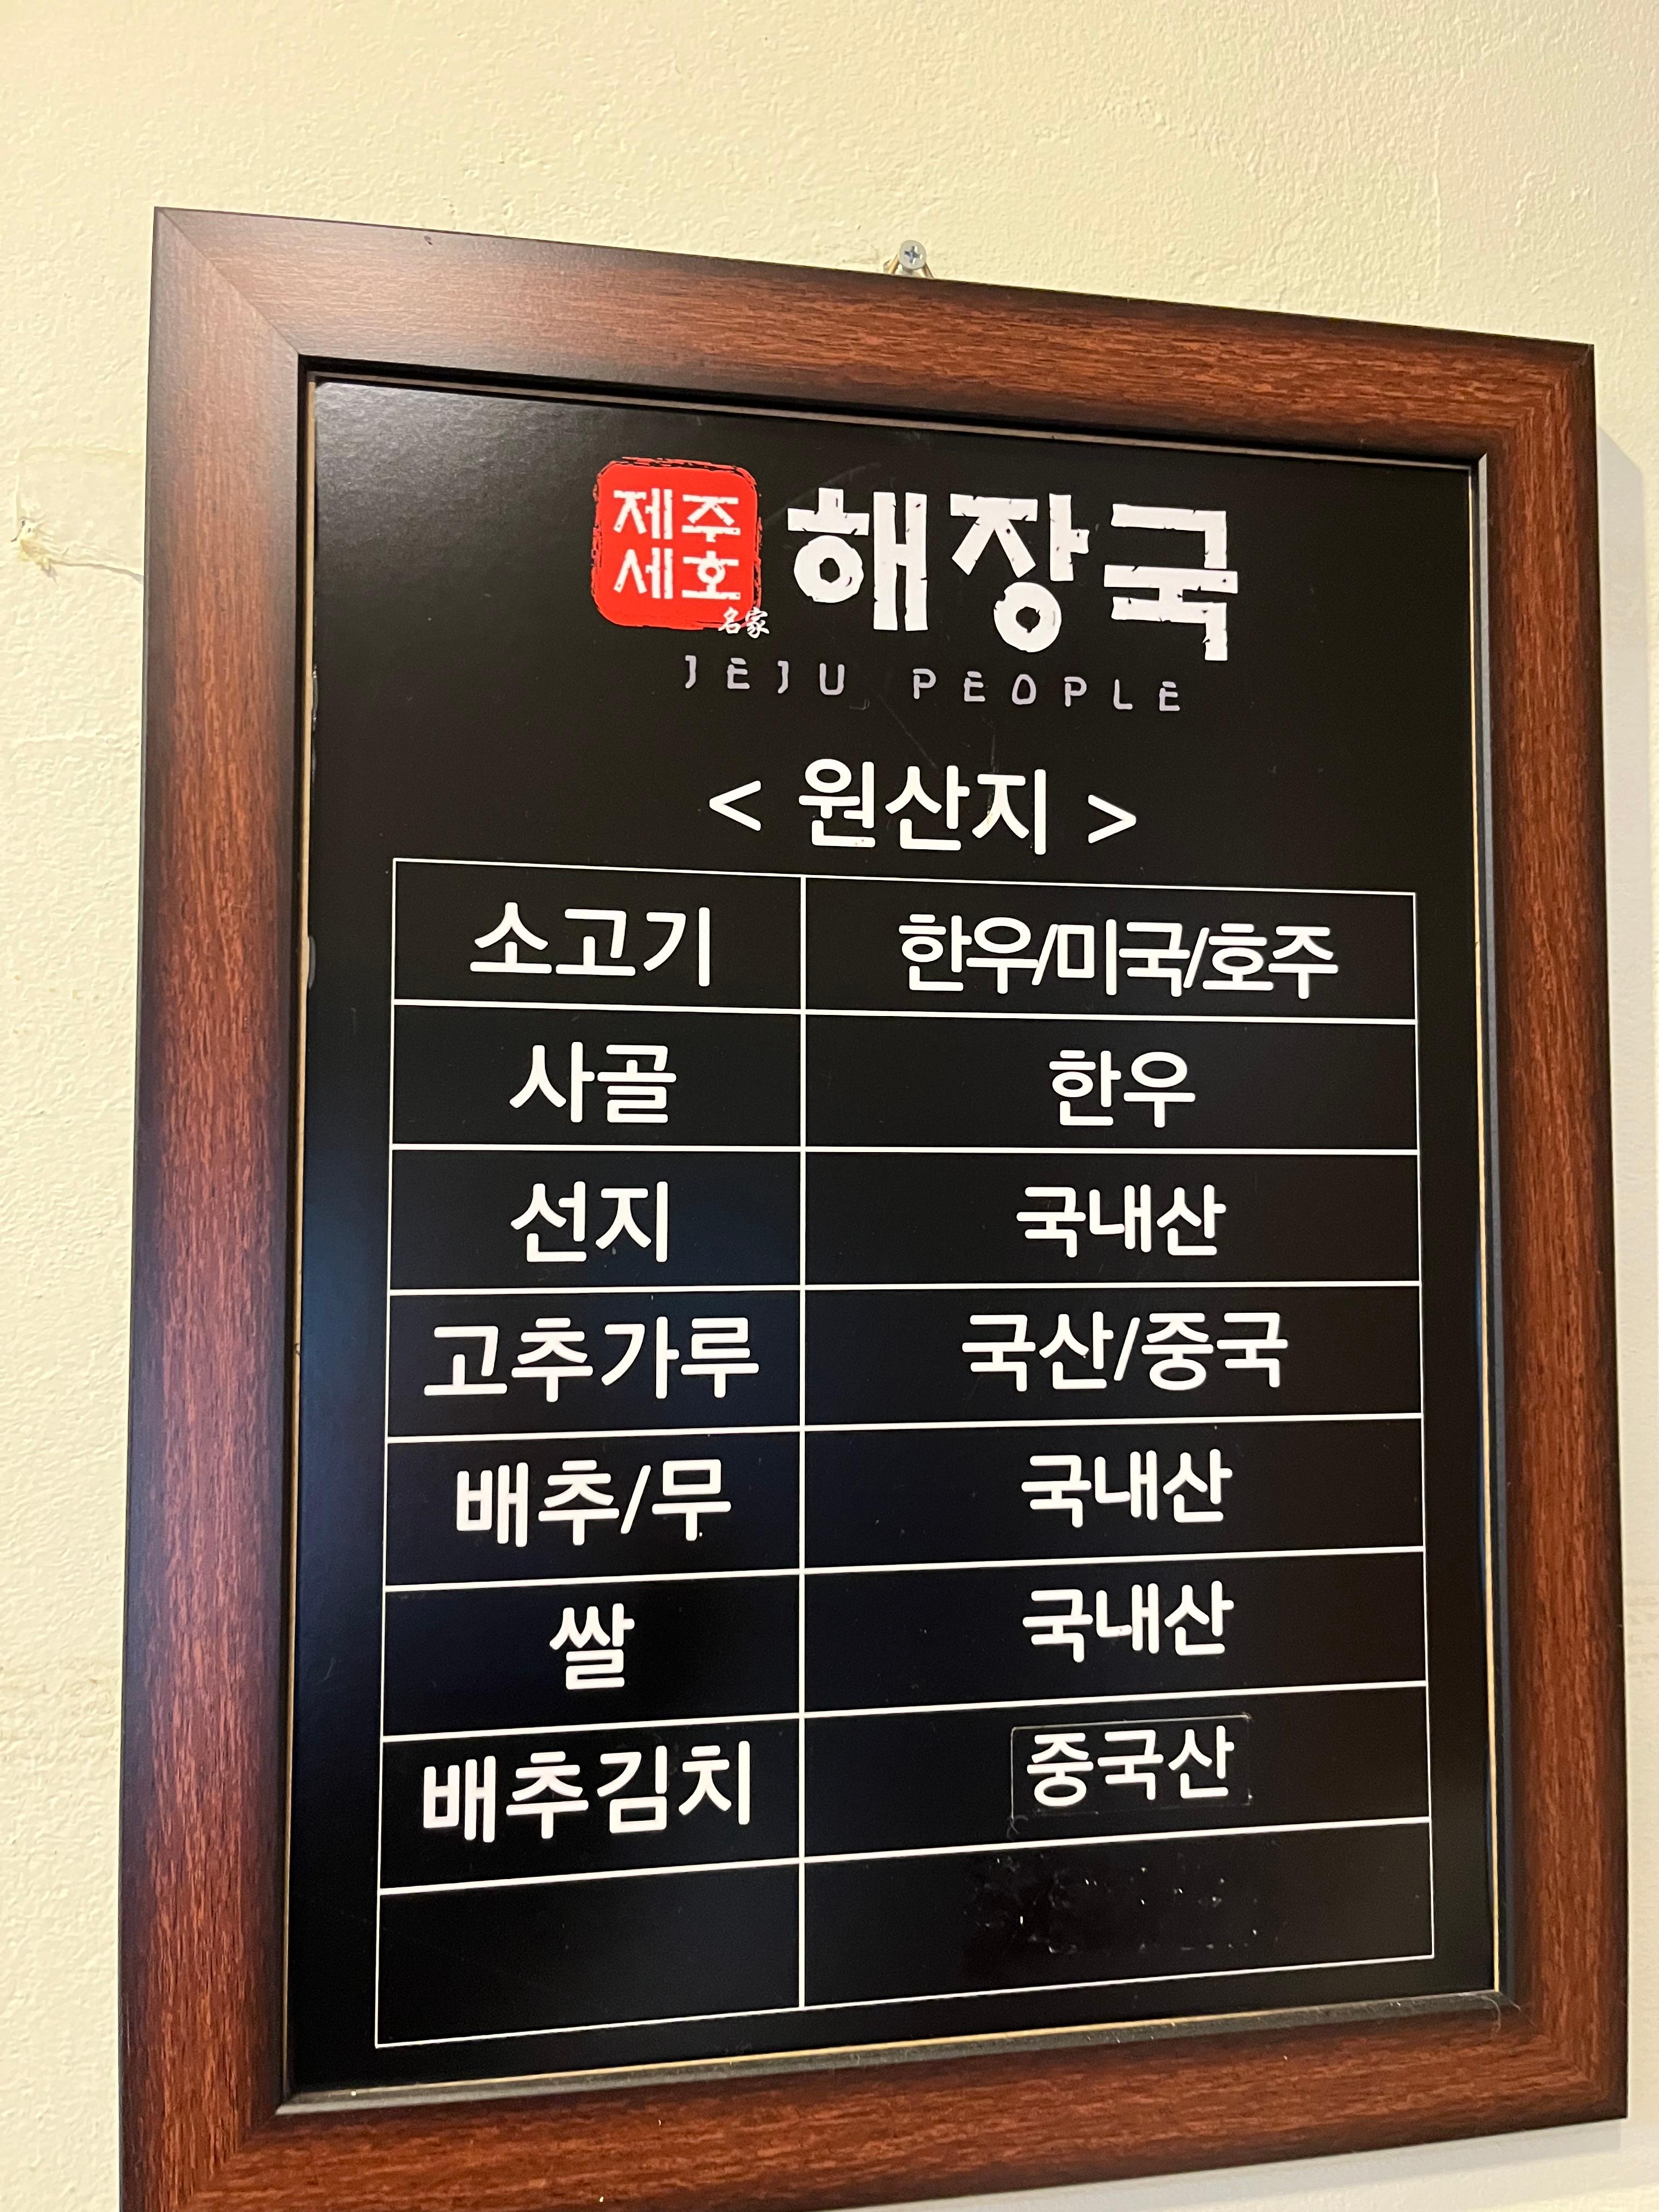 제주 해장국
세호
名家
JEJU PEOPLE
< 원산지 >
소고기 한우/미국/호주
사골 한우
선지 국내산
고추가루 국산/중국
배추/무 국내산
쌀 국내산
배추김치 중국산